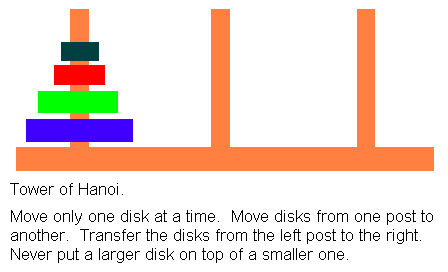 Tower of Hanoi.
Move only one disk at a time.  Move disks from one post to
another.  Transfer the disks from the left post to the right.
Never put a larger disk on top of a smaller one.